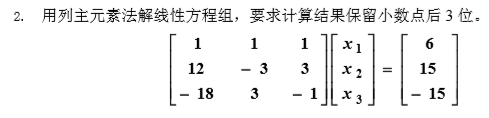 2. 用列主元素法解线性方程组，要求计算结果保留小数点后 3 位。
1 1 1 x1 6
12 - 3 3 x2 = 15
- 18 3 - 1 x3 - 15